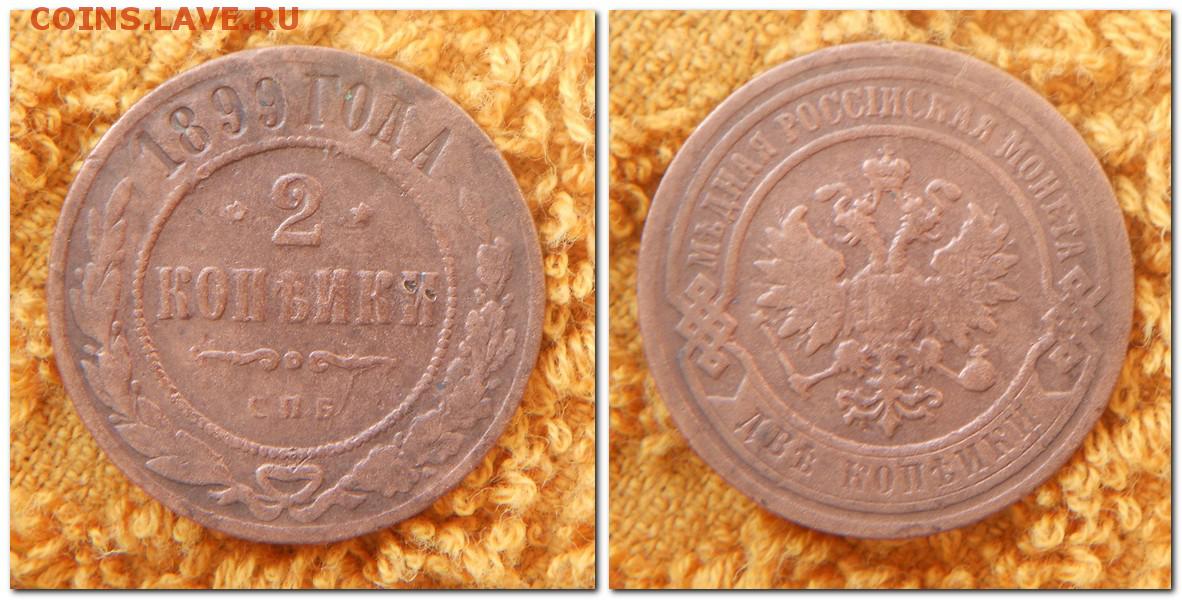 COINS.LAVE.RU
1899 ГОДА
2
КОПѢЙКИ
СПБ
МѢДНАЯ РОССІЙСКАЯ МОНЕТА
ДВѢ КОПѢЙКИ